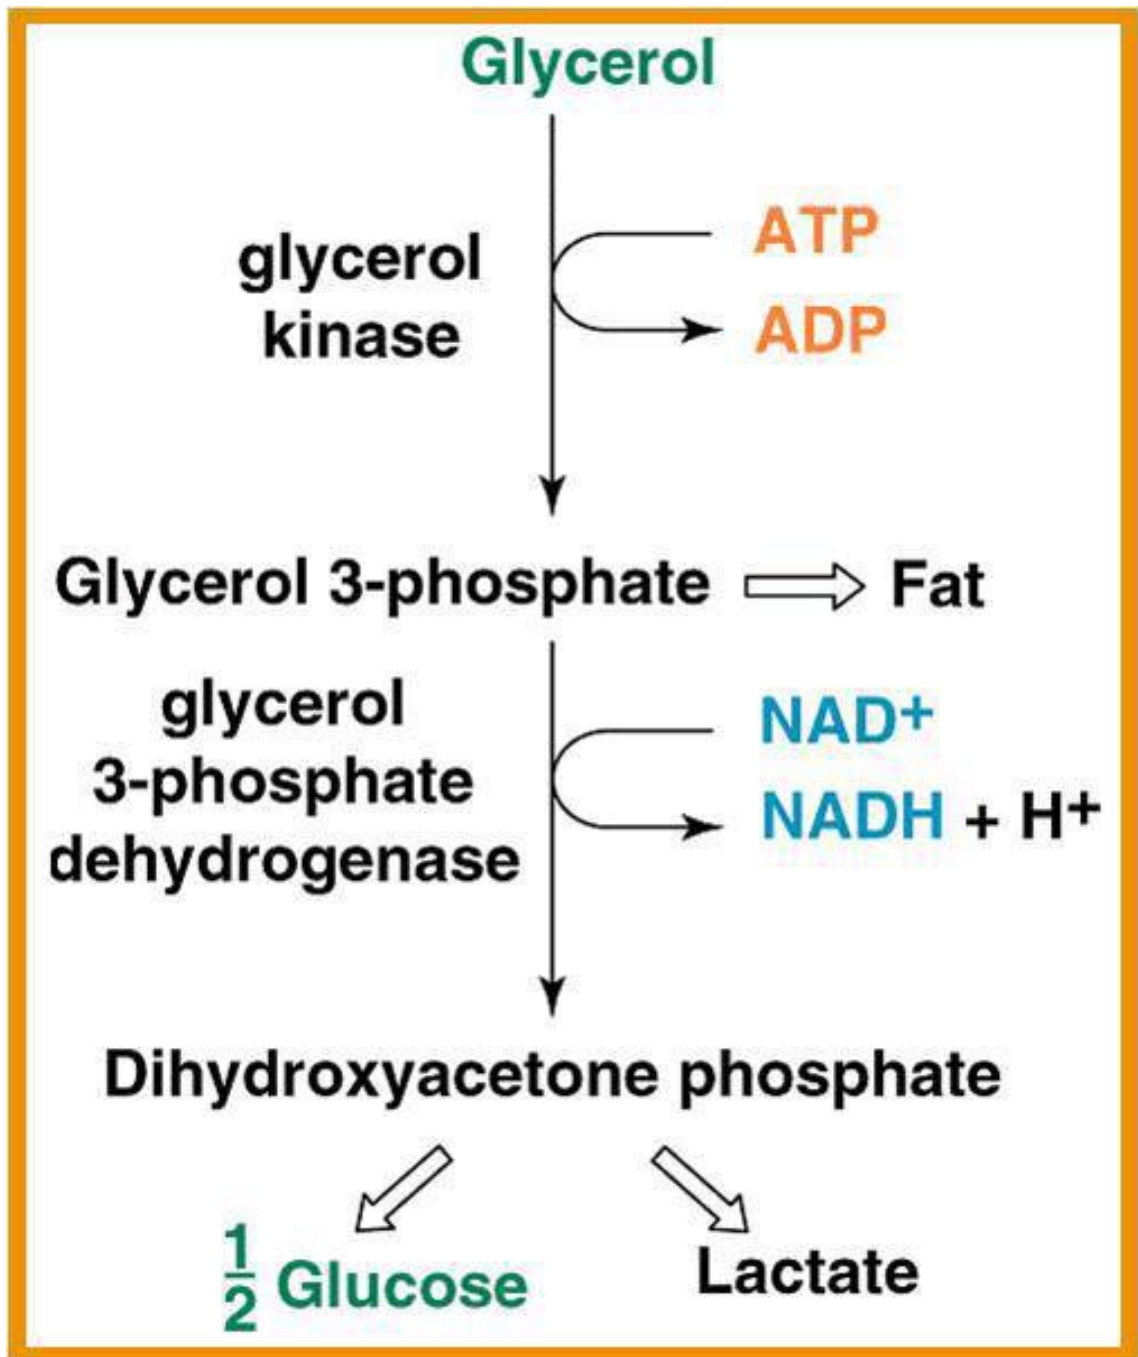 Glycerol
glycerol
kinase
ATP
ADP
Glycerol 3-phosphate
Fat
glycerol
3-phosphate
dehydrogenase
NAD+
NADH + H+
Dihydroxyacetone phosphate
1/2 Glucose
Lactate